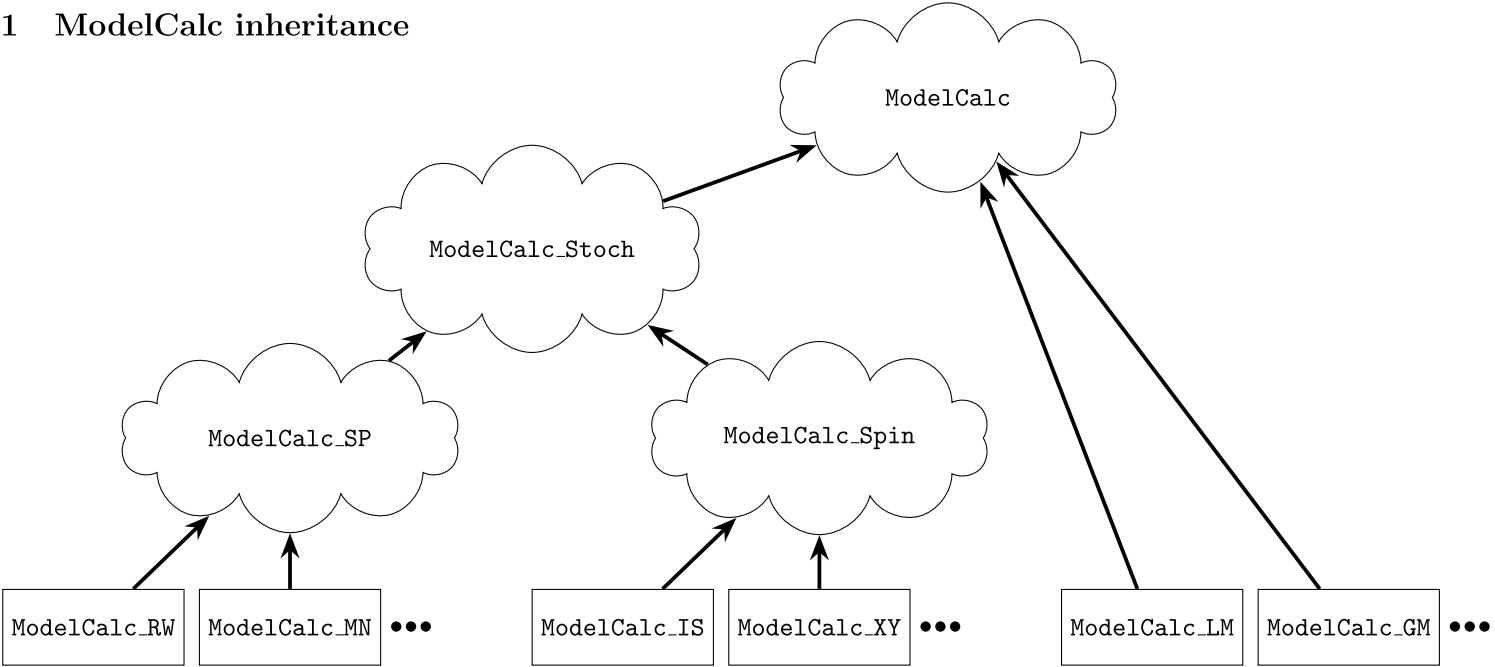 1 ModelCalc inheritance
ModelCalc
ModelCalc_Stoch
ModelCalc_SP
ModelCalc_Spin
ModelCalc_RW
ModelCalc_MN
•••
ModelCalc_IS
ModelCalc_XY
•••
ModelCalc_LM
ModelCalc_GM
•••